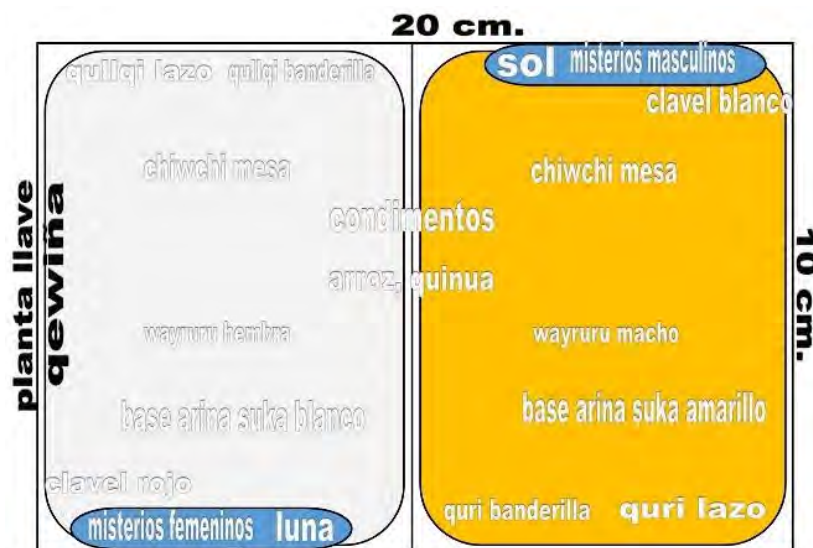 20 cm.
qullqi lazo qullqi banderilla
chiwchi mesa
condimentos
arroz, quinua
wayruru hembra
base arina suka blanco
clavel rojo
misterios femeninos luna
planta llave
qewiña
sol misterios masculinos
clavel blanco
chiwchi mesa
wayruru macho
base arina suka amarillo
quri banderilla quri lazo
10 cm.